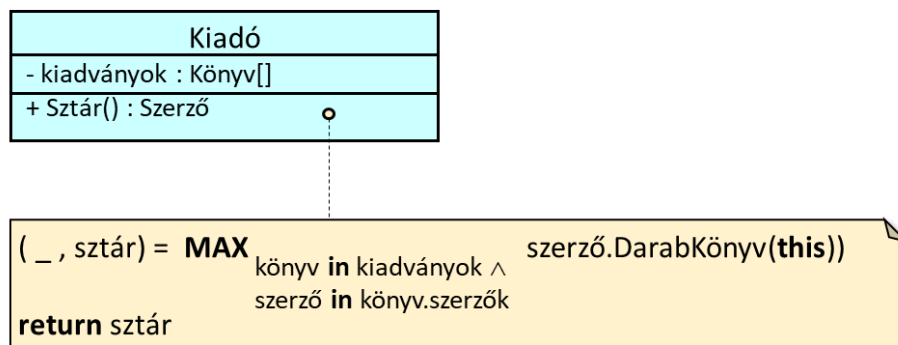 Kiadó
- kiadványok : Könyv[]
+ Sztár() : Szerző
( _ , sztár) = MAX könyv in kiadványok ∧ szerző.DarabKönyv(this))
szerző in könyv.szerzők
return sztár